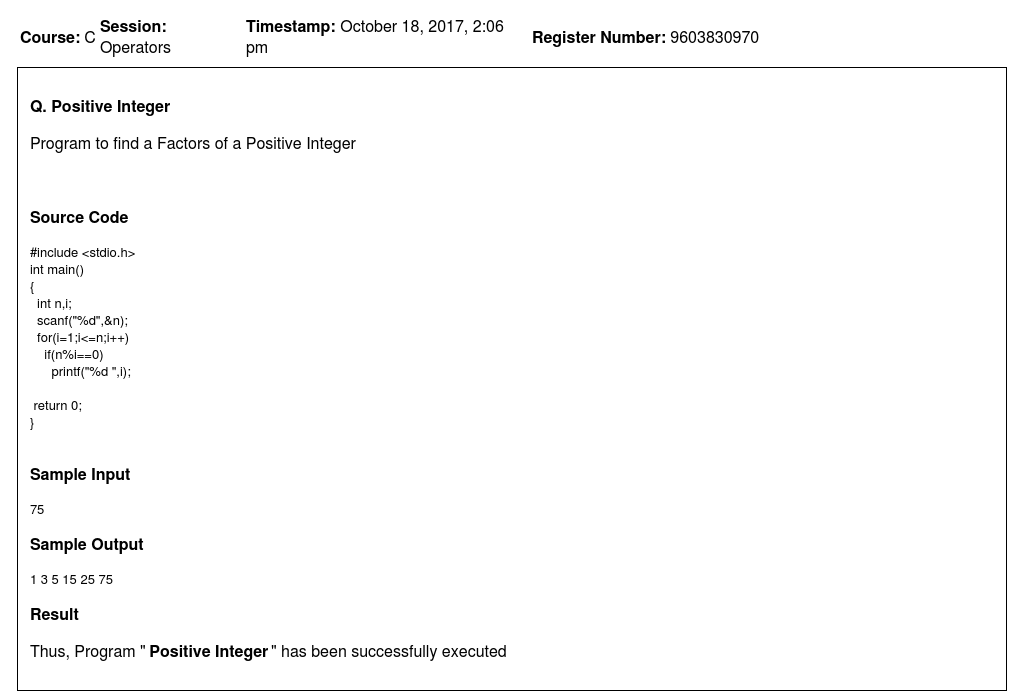 Course: C Session: Operators Timestamp: October 18, 2017, 2:06 pm Register Number: 9603830970
Q. Positive Integer
Program to find a Factors of a Positive Integer
Source Code
#include <stdio.h>
int main()
{
  int n,i;
  scanf("%d",&n);
  for(i=1;i<=n;i++)
    if(n%i==0)
      printf("%d ",i);
 return 0;
}
Sample Input
75
Sample Output
1 3 5 15 25 75
Result
Thus, Program " Positive Integer " has been successfully executed